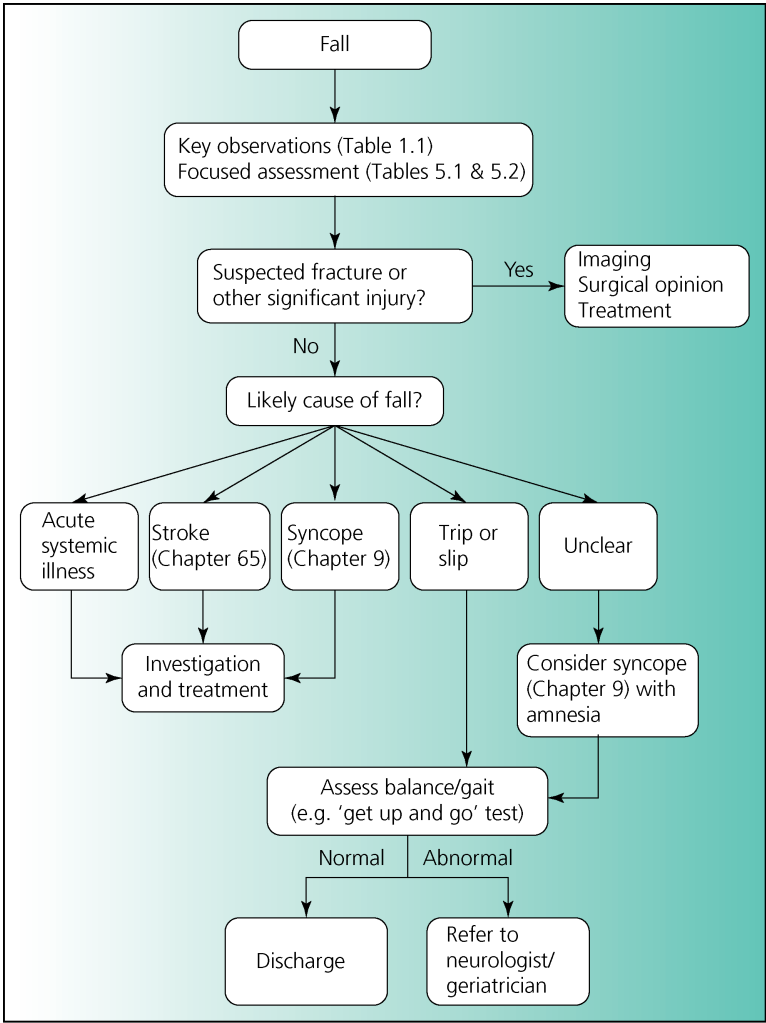 Fall
Key observations (Table 1.1)
Focused assessment (Tables 5.1 & 5.2)
Suspected fracture or
other significant injury?
Yes
Imaging
Surgical opinion
Treatment
No
Likely cause of fall?
Acute
systemic
illness
Stroke
(Chapter 65)
Syncope
(Chapter 9)
Trip or
slip
Unclear
Investigation
and treatment
Consider syncope
(Chapter 9) with
amnesia
Assess balance/gait
(e.g. ‘get up and go’ test)
Normal
Abnormal
Discharge
Refer to
neurologist/
geriatrician